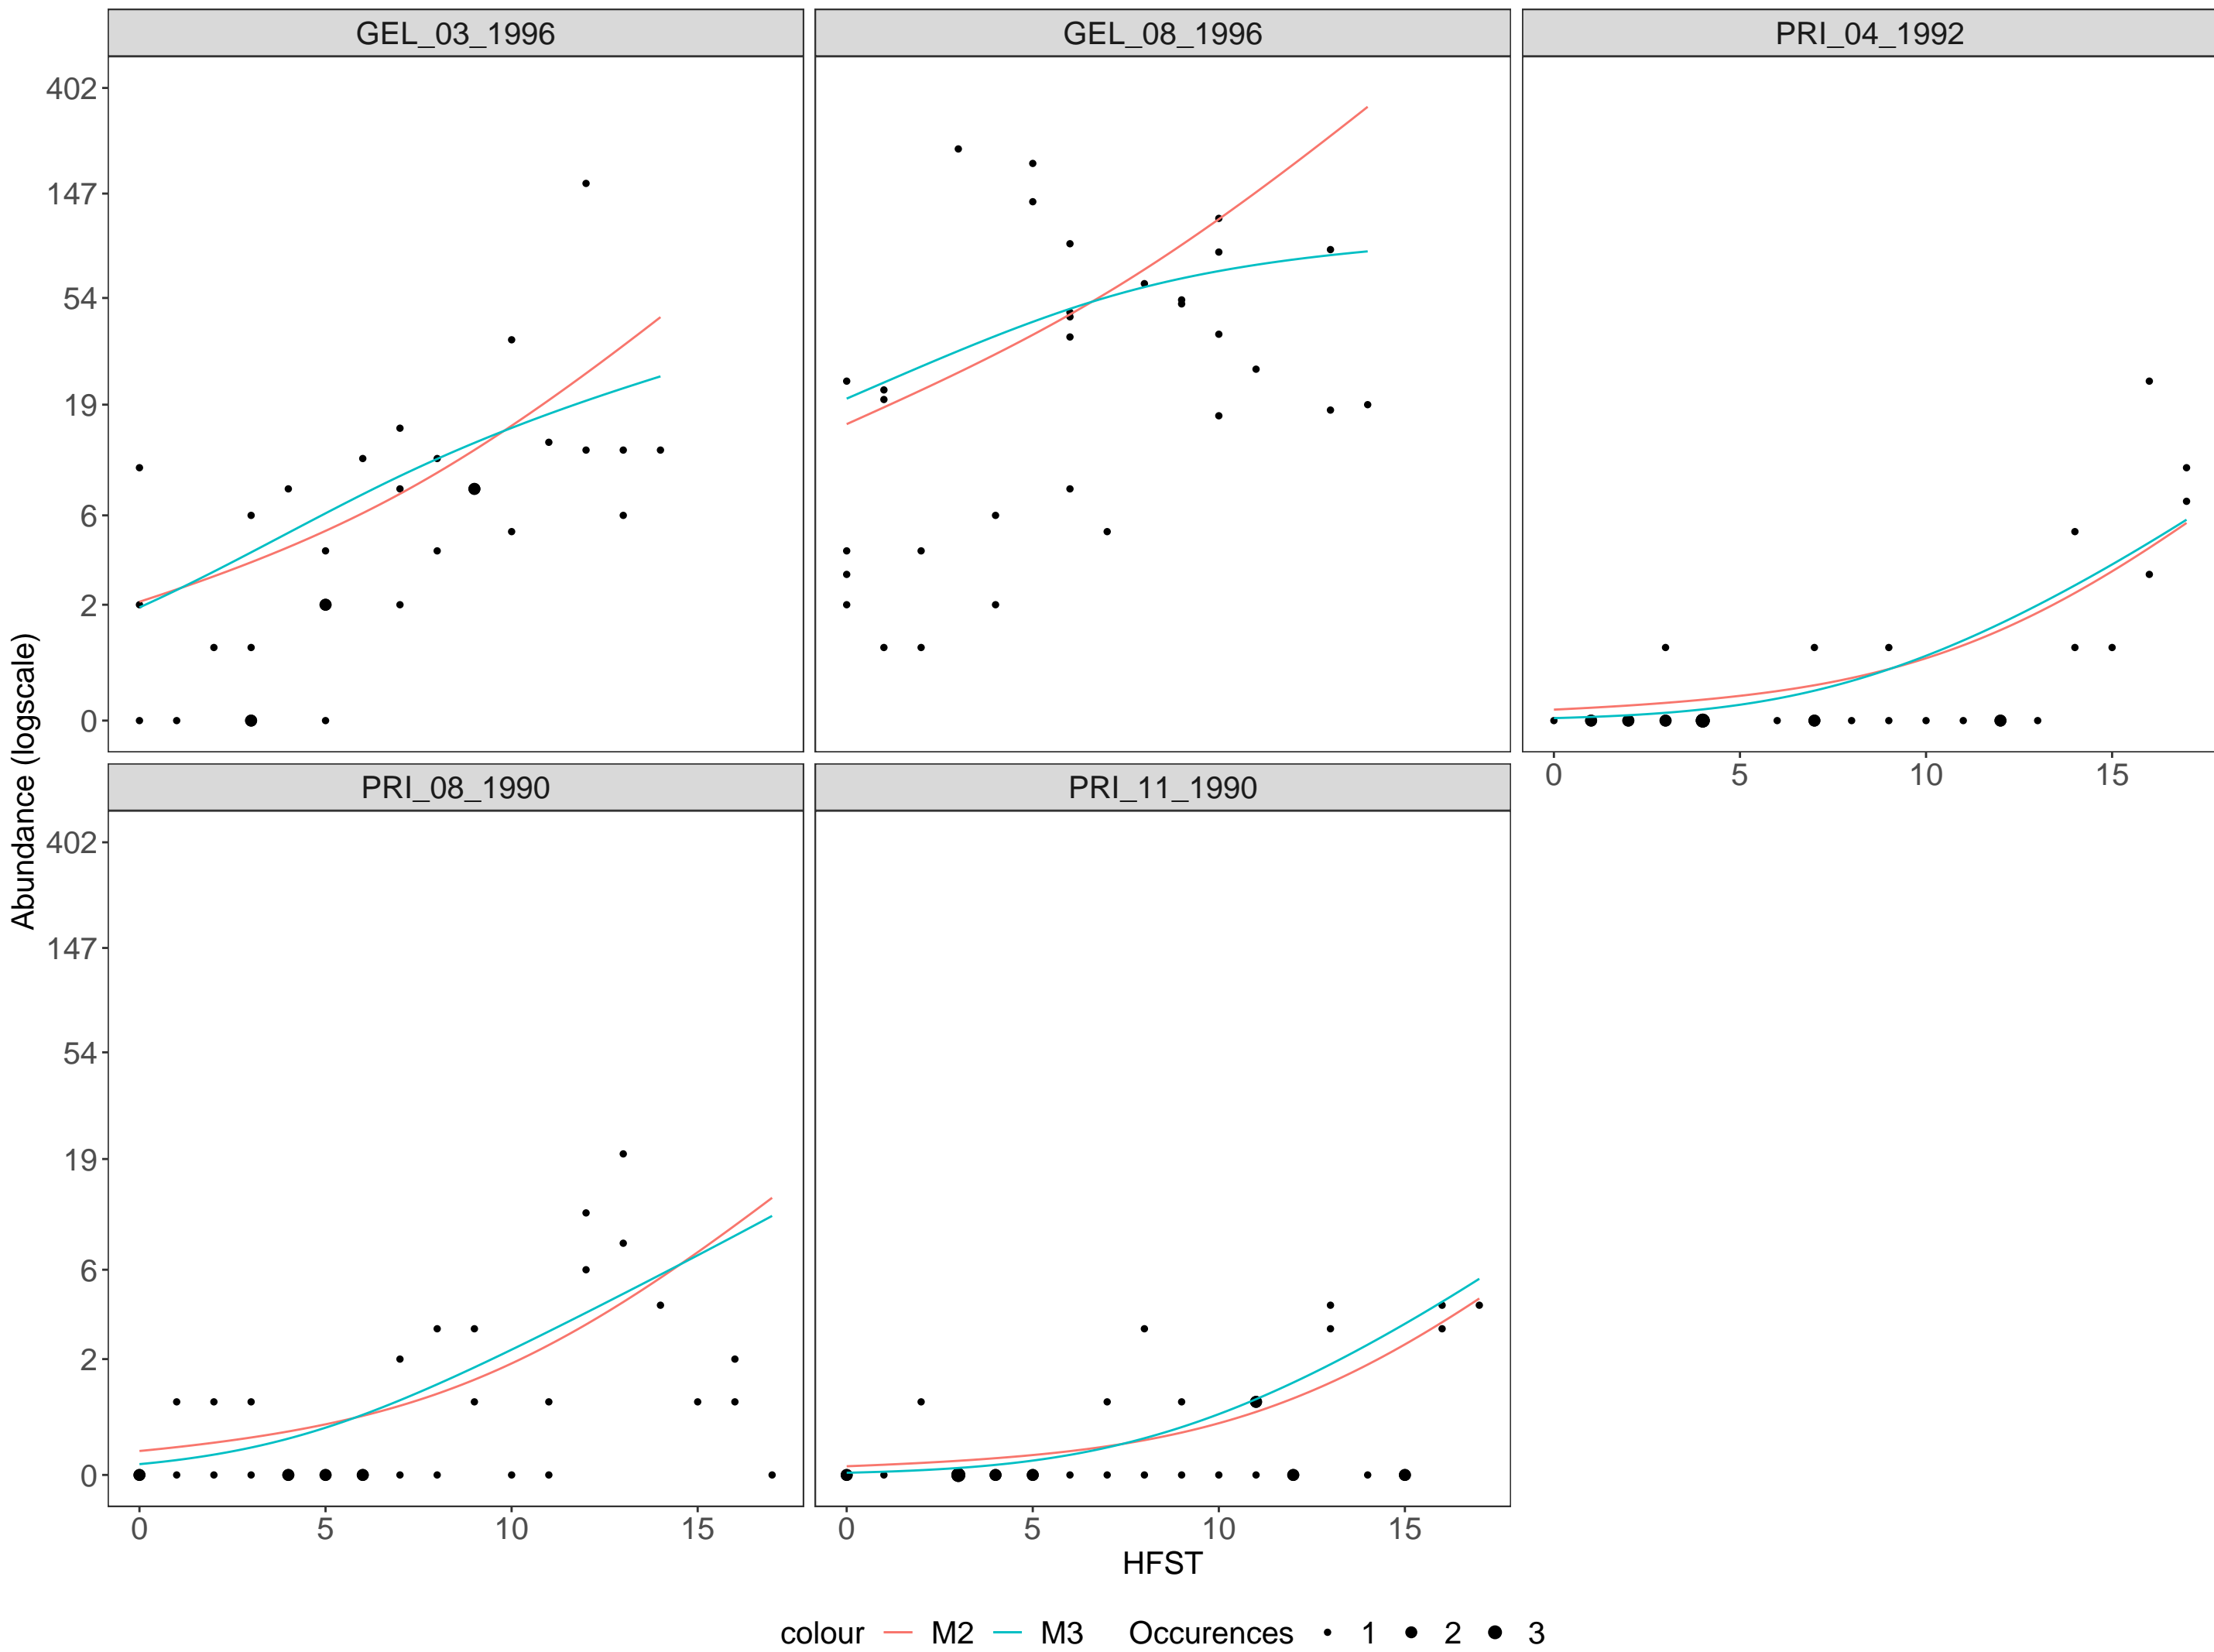 GEL_03_1996 GEL_08_1996 PRI_04_1992
402
147
54
19
6
2
0
0 5 10 15
Abundance (logscale)
PRI_08_1990 PRI_11_1990
402
147
54
19
6
2
0
0 5 10 15 0 5 10 15
HFST
colour M2 M3 Occurences 1 2 3